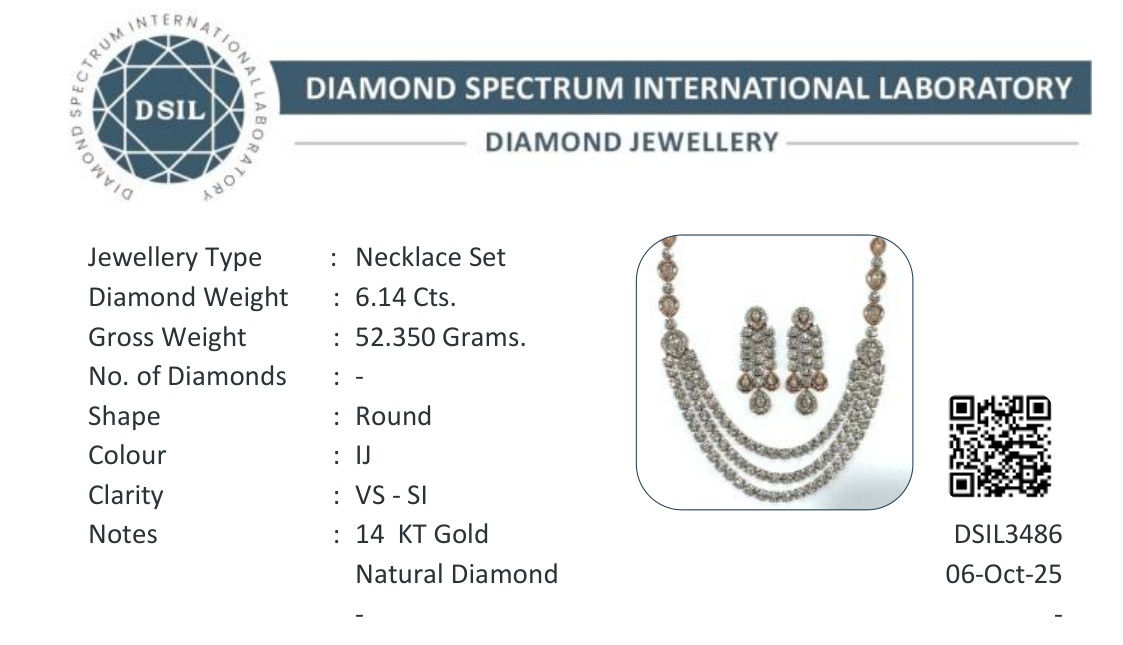 DIAMOND SPECTRUM INTERNATIONAL LABORATORY
DSIL
DIAMOND SPECTRUM INTERNATIONAL LABORATORY
DIAMOND JEWELLERY
Jewellery Type : Necklace Set
Diamond Weight : 6.14 Cts.
Gross Weight : 52.350 Grams.
No. of Diamonds : -
Shape : Round
Colour : IJ
Clarity : VS - SI
Notes : 14 KT Gold
DSIL3486
Natural Diamond
06-Oct-25
-
-